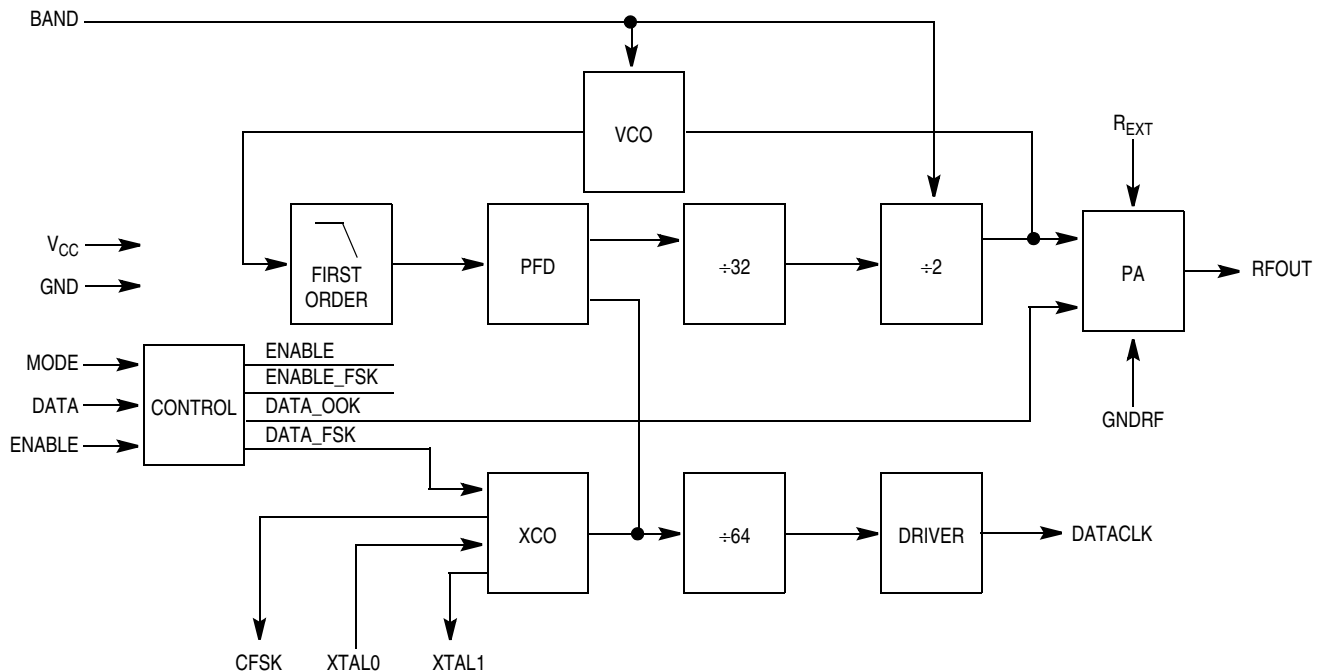 BAND
VCO
R_EXT
V_CC
GND
FIRST
ORDER
PFD
÷32
÷2
PA
RFOUT
MODE
DATA
ENABLE
CONTROL
ENABLE
ENABLE_FSK
DATA_OOK
DATA_FSK
GNDRF
XCO
÷64
DRIVER
DATACLK
CFSK
XTAL0
XTAL1